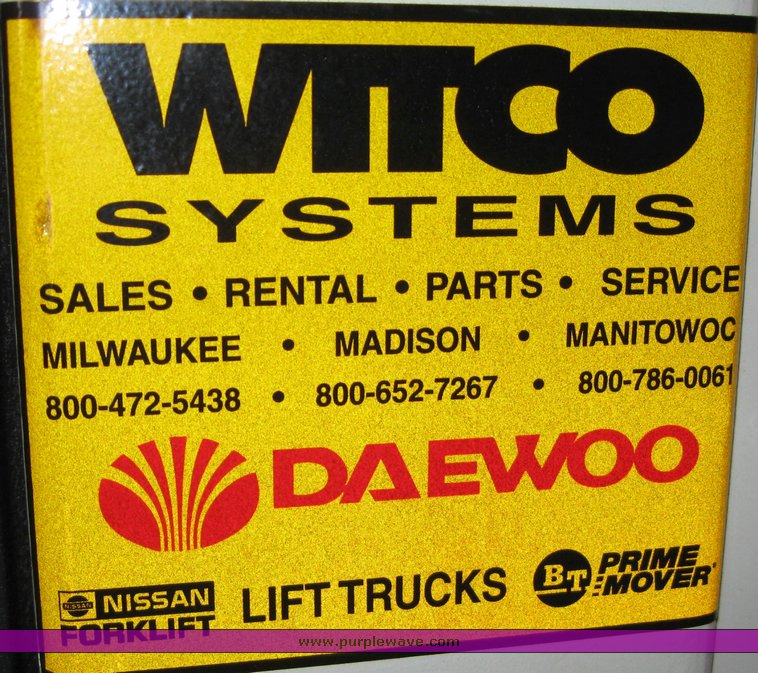 WITCO
SYSTEMS
SALES • RENTAL • PARTS • SERVICE
MILWAUKEE • MADISON • MANITOWOC
800-472-5438 • 800-652-7267 • 800-786-0061
DAEWOO
NISSAN NISSAN
FORKLIFT
LIFT TRUCKS
BT PRIME
MOVER®
www.purplewave.com